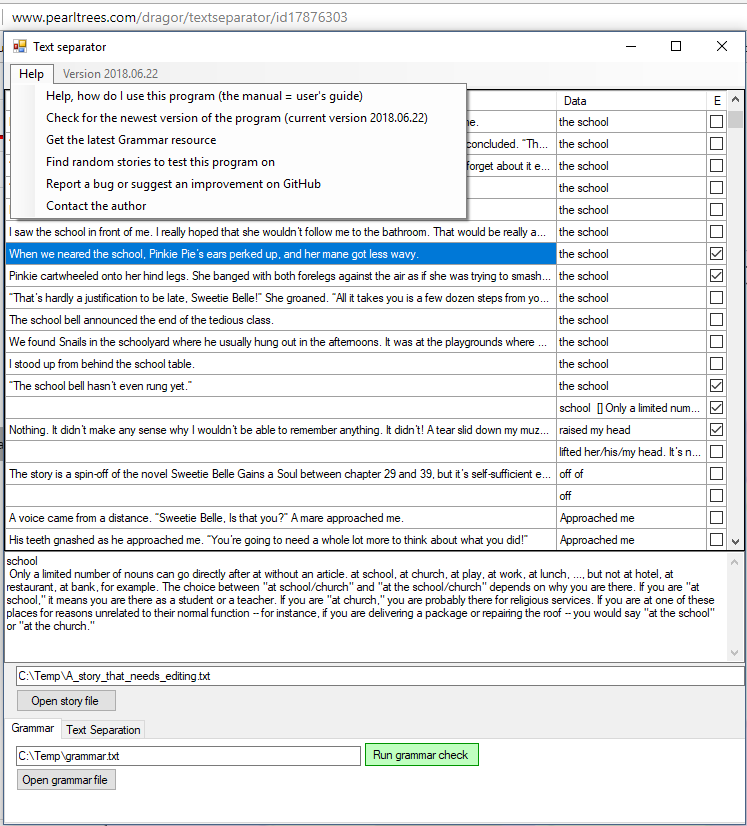 www.pearltrees.com/dragor/textseparator/id17876303
Text separator
Help Version 2018.06.22
Help, how do I use this program (the manual = user's guide)
Check for the newest version of the program (current version 2018.06.22)
Get the latest Grammar resource
Find random stories to test this program on
Report a bug or suggest an improvement on GitHub
Contact the author
Data E
ne. the school
concluded. "Th... the school
forget about it e... the school
the school
the school
I saw the school in front of me. I really hoped that she wouldn't follow me to the bathroom. That would be really a... the school
When we neared the school, Pinkie Pie's ears perked up, and her mane got less wavy. the school
Pinkie cartwheeled onto her hind legs. She banged with both forelegs against the air as if she was trying to smash... the school
"That's hardly a justification to be late, Sweetie Belle!" She groaned. "All it takes you is a few dozen steps from yo... the school
The school bell announced the end of the tedious class. the school
We found Snails in the schoolyard where he usually hung out in the afternoons. It was at the playgrounds where ... the school
I stood up from behind the school table. the school
"The school bell hasn't even rung yet." the school
school [] Only a limited num...
Nothing. It didn't make any sense why I wouldn't be able to remember anything. It didn't! A tear slid down my muz... raised my head
lifted her/his/my head. It's n...
The story is a spin-off of the novel Sweetie Belle Gains a Soul between chapter 29 and 39, but it's self-sufficient e... off of
off
A voice came from a distance. "Sweetie Belle, Is that you?" A mare approached me. Approached me
His teeth gnashed as he approached me. "You're going to need a whole lot more to think about what you did!" Approached me
school
Only a limited number of nouns can go directly after at without an article. at school, at church, at play, at work, at lunch, ..., but not at hotel, at
restaurant, at bank, for example. The choice between "at school/church" and "at the school/church" depends on why you are there. If you are "at
school," it means you are there as a student or a teacher. If you are "at church," you are probably there for religious services. If you are at one of these
places for reasons unrelated to their normal function -- for instance, if you are delivering a package or repairing the roof -- you would say "at the school"
or "at the church."
C:\Temp\A_story_that_needs_editing.txt
Open story file
Grammar Text Separation
C:\Temp\grammar.txt Run grammar check
Open grammar file